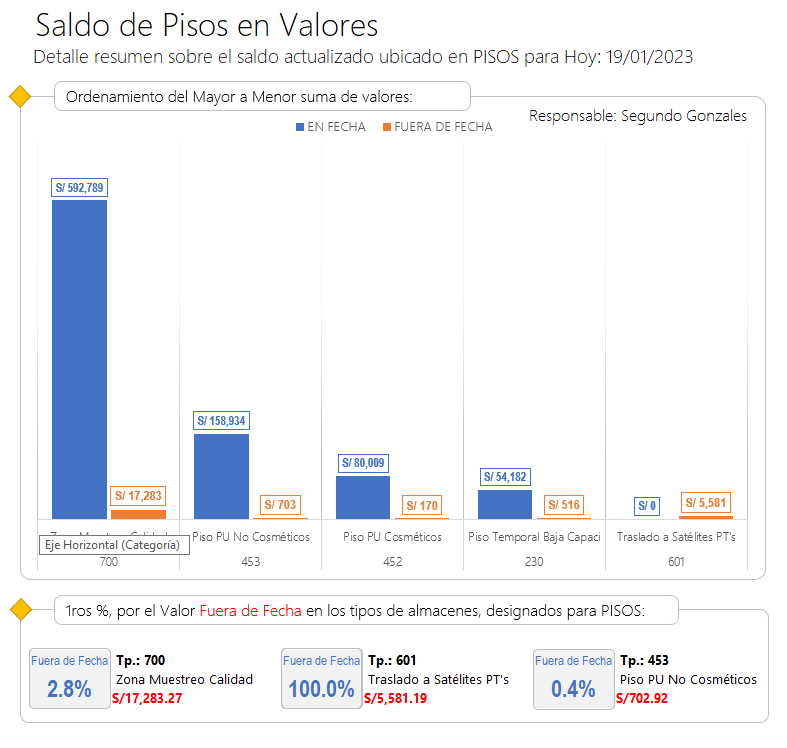 Saldo de Pisos en Valores
Detalle resumen sobre el saldo actualizado ubicado en PISOS para Hoy: 19/01/2023
Ordenamiento del Mayor a Menor suma de valores:
Responsable: Segundo Gonzales
EN FECHA FUERA DE FECHA
S/ 592,789
S/ 17,283
S/ 158,934
S/ 703
S/ 80,009
S/ 170
S/ 54,182
S/ 516
S/ 0
S/ 5,581
Piso PU No Cosméticos Piso PU Cosméticos Piso Temporal Baja Capaci Traslado a Satélites PT's
Eje Horizontal (Categoría)
700 453 452 230 601
1ros %, por el Valor Fuera de Fecha en los tipos de almacenes, designados para PISOS:
Fuera de Fecha
2.8%
Tp.: 700
Zona Muestreo Calidad
S/17,283.27
Fuera de Fecha
100.0%
Tp.: 601
Traslado a Satélites PT's
S/5,581.19
Fuera de Fecha
0.4%
Tp.: 453
Piso PU No Cosméticos
S/702.92